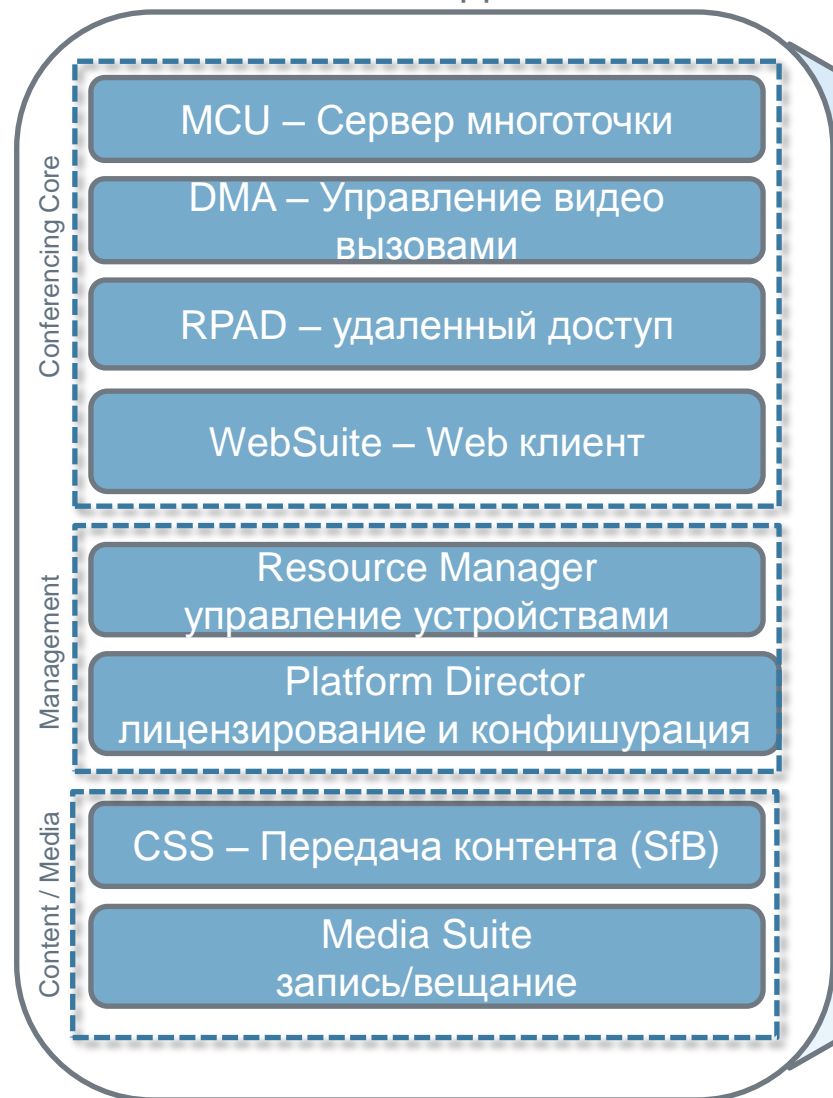 Conferencing Core
MCU – Сервер многоточки
DMA – Управление видео
вызовами
RPAD – удаленный доступ
WebSuite – Web клиент
Management
Resource Manager
управление устройствами
Platform Director
лицензирование и конфишурация
Content / Media
CSS – Передача контента (SfB)
Media Suite
запись/вещание